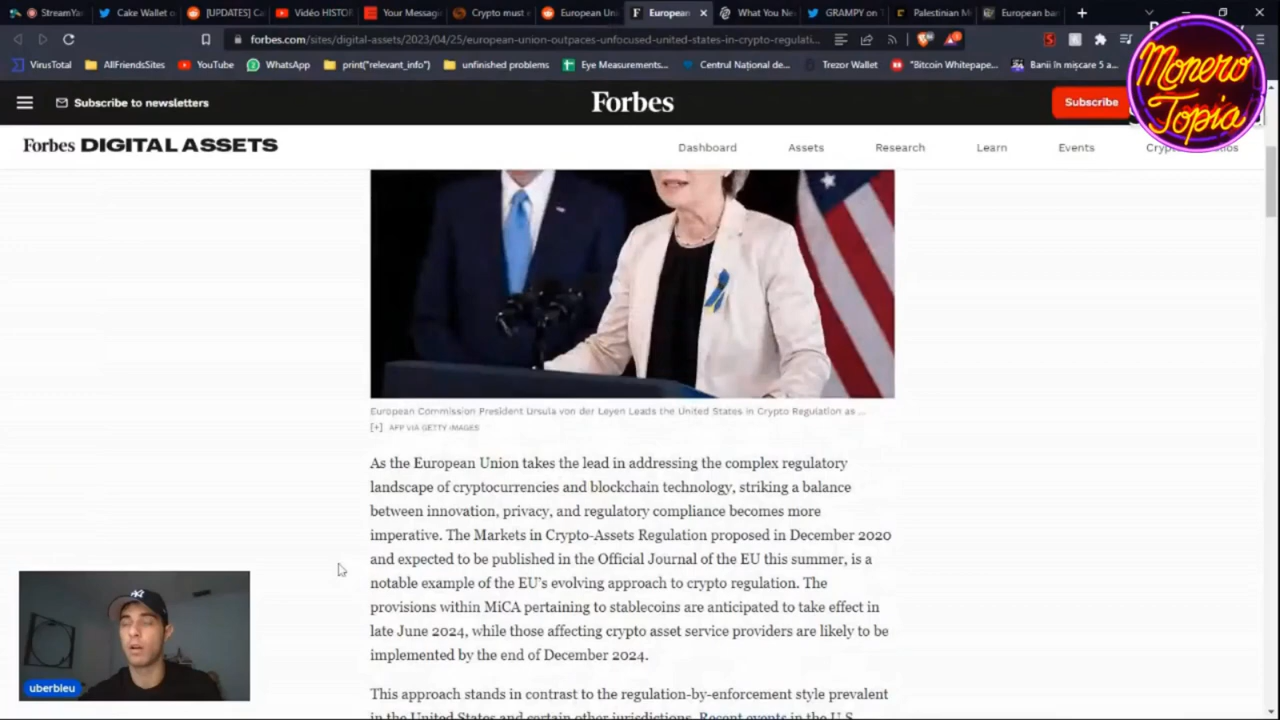 StreamYar
Cake Wallet o
[UPDATES] Ca
Vidéo HISTOR
Your Messagin
Crypto must e
European Uni
European
What You Ne
GRAMPY on T
Palestinian M
European ban
forbes.com/sites/digital-assets/2023/04/25/european-union-outpaces-unfocused-united-states-in-crypto-regulati...
VirusTotal
AllFriendsSites
YouTube
WhatsApp
print("relevant_info")
unfinished problems
Eye Measurements...
Centrul Național de...
Trezor Wallet
"Bitcoin Whitepape...
Banii în mișcare 5 a...
Monero
Topia
Subscribe to newsletters
Forbes
Subscribe
Forbes DIGITAL ASSETS
Dashboard
Assets
Research
Learn
Events
European Commission President Ursula von der Leyen Leads the United States in Crypto Regulation as ...
[+] AFP VIA GETTY IMAGES
As the European Union takes the lead in addressing the complex regulatory
landscape of cryptocurrencies and blockchain technology, striking a balance
between innovation, privacy, and regulatory compliance becomes more
imperative. The Markets in Crypto-Assets Regulation proposed in December 2020
and expected to be published in the Official Journal of the EU this summer, is a
notable example of the EU's evolving approach to crypto regulation. The
provisions within MiCA pertaining to stablecoins are anticipated to take effect in
late June 2024, while those affecting crypto asset service providers are likely to be
implemented by the end of December 2024.
This approach stands in contrast to the regulation-by-enforcement style prevalent
in the United States and certain other jurisdictions. Recent events in the U.S.
uberbleu